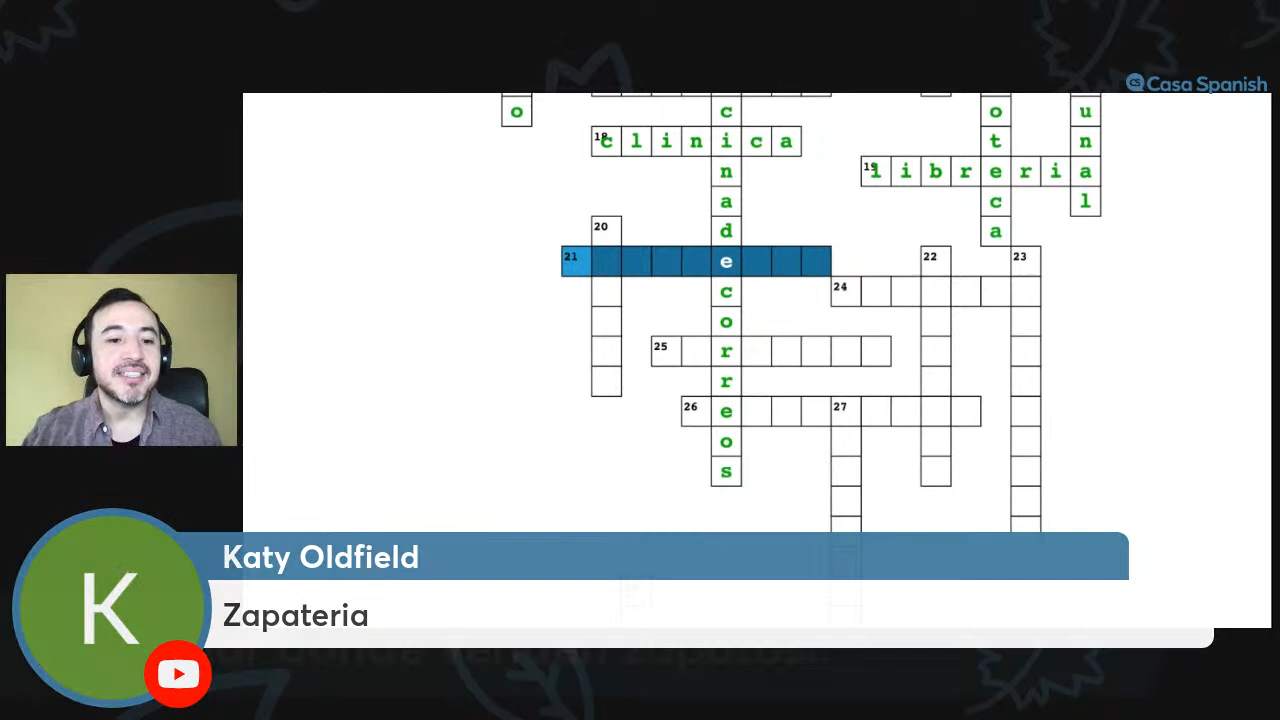 Casa Spanish
o
c
o
u
18
c l i n i c a
t
n
n
19
l i b r e r i a
a
c
l
20
d
a
21
e
22
23
c
24
o
25
r
r
26
e
27
o
s
Katy Oldfield
Zapateria